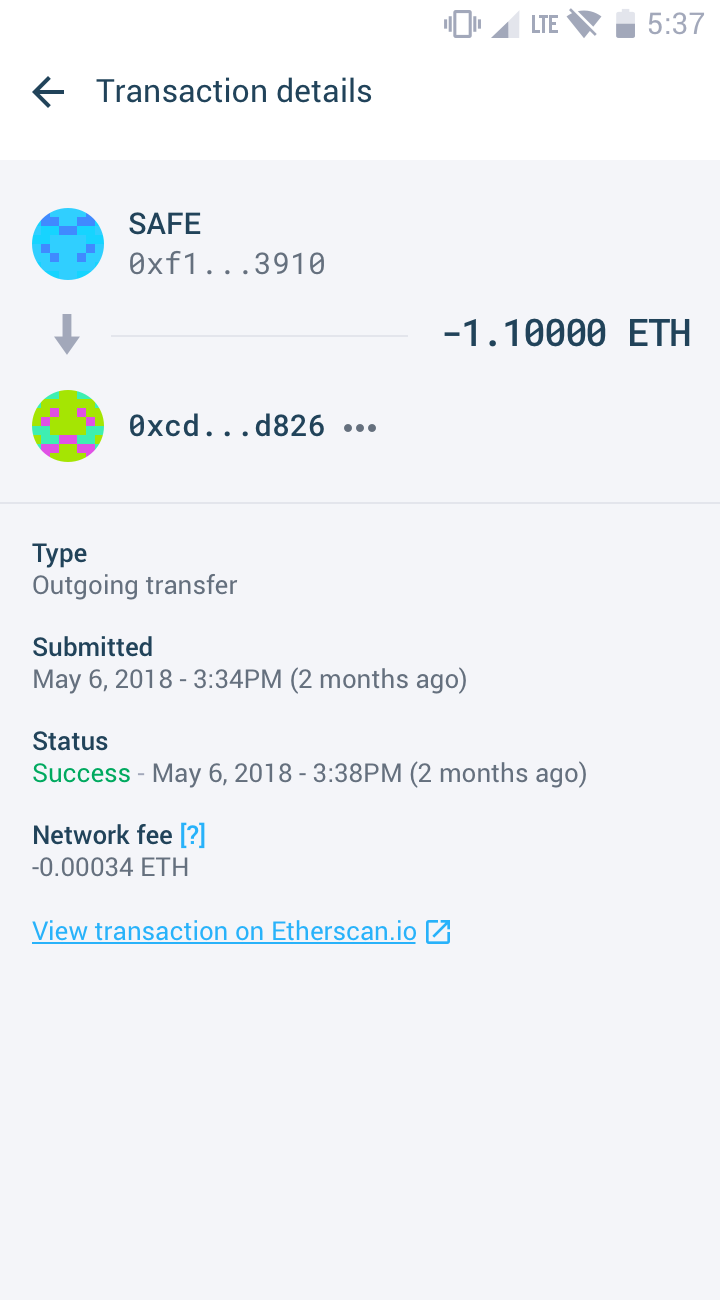 LTE 5:37
Transaction details
SAFE
0xf1...3910
-1.10000 ETH
0xcd...d826
Type
Outgoing transfer
Submitted
May 6, 2018 - 3:34PM (2 months ago)
Status
Success - May 6, 2018 - 3:38PM (2 months ago)
Network fee [?]
-0.00034 ETH
View transaction on Etherscan.io